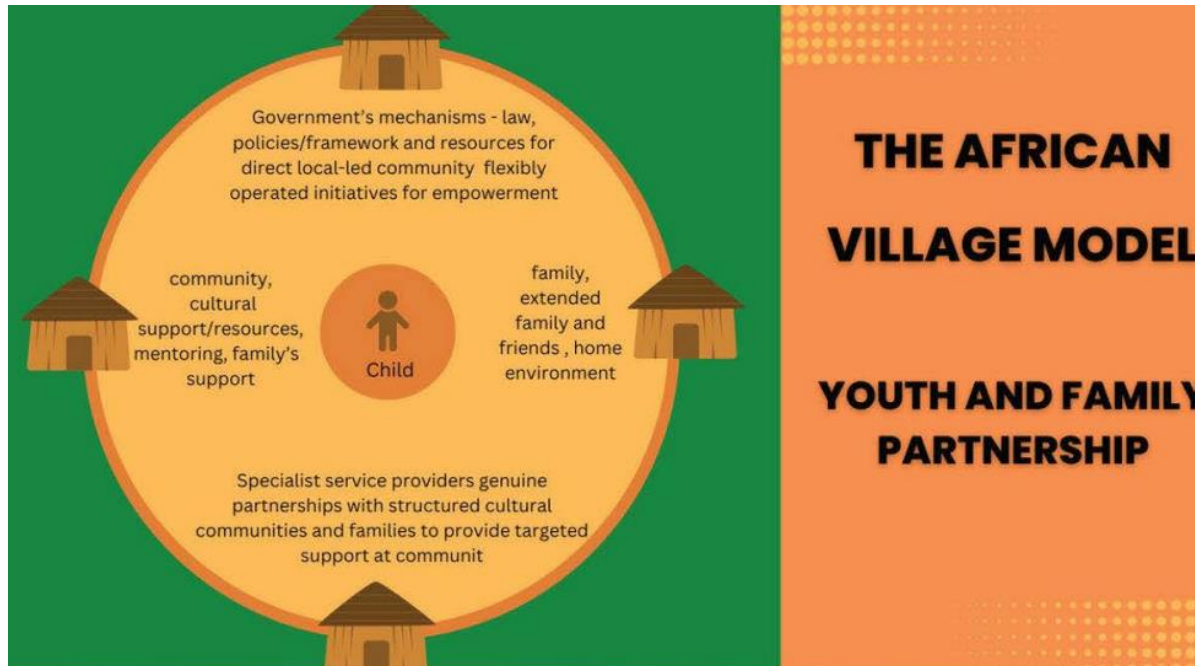 Government's mechanisms - law,
policies/framework and resources for
direct local-led community flexibly
operated initiatives for empowerment
community,
cultural
support/resources,
mentoring, family's
support
Child
family,
extended
family and
friends , home
environment
Specialist service providers genuine
partnerships with structured cultural
communities and families to provide targeted
support at communit
THE AFRICAN
VILLAGE MODEL
YOUTH AND FAMILY
PARTNERSHIP